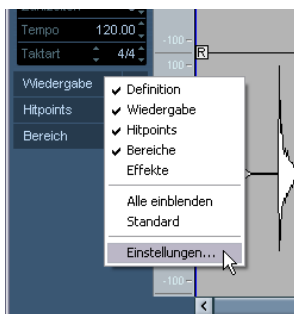 Tempo 120.00
Taktart 4/4
-100
R
100
Wiedergabe
Hitpoints
Bereich
✓ Definition
✓ Wiedergabe
✓ Hitpoints
✓ Bereiche
Effekte
Alle einblenden
Standard
Einstellungen...
-100